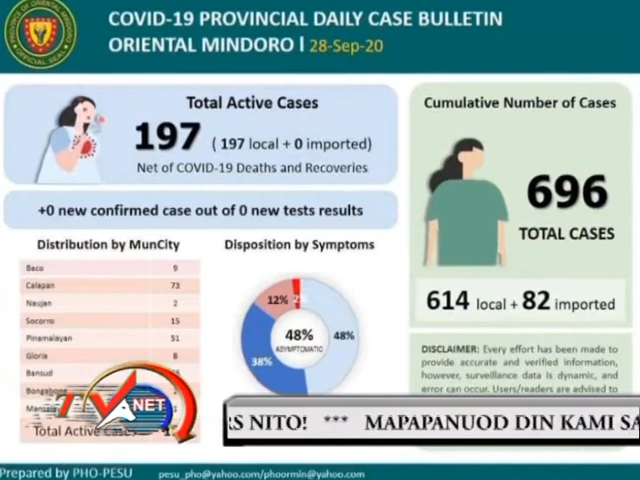 COVID-19 PROVINCIAL DAILY CASE BULLETIN
ORIENTAL MINDORO | 28-Sep-20
Total Active Cases
197 ( 197 local + 0 imported)
Net of COVID-19 Deaths and Recoveries
+0 new confirmed case out of 0 new tests results
Distribution by MunCity
Baco 9
Calapan 73
Naujan 2
Socorro 15
Pinamalayan 51
Gloria 8
Bansud
Bongabong
Total Active Cases
Disposition by Symptoms
12% 2%
48%
48%
ASYMPTOMATIC
38%
Cumulative Number of Cases
696
TOTAL CASES
614 local + 82 imported
DISCLAIMER: Every effort has been made to
provide accurate and verified information,
however, surveillance data is dynamic, and
error can occur. Users/readers are advised to
TV
NET
NITO! *** MAPAPANUOD DIN KAMI SA
Prepared by PHO-PESU pesu_pho@yahoo.com/phoormin@yahoo.com